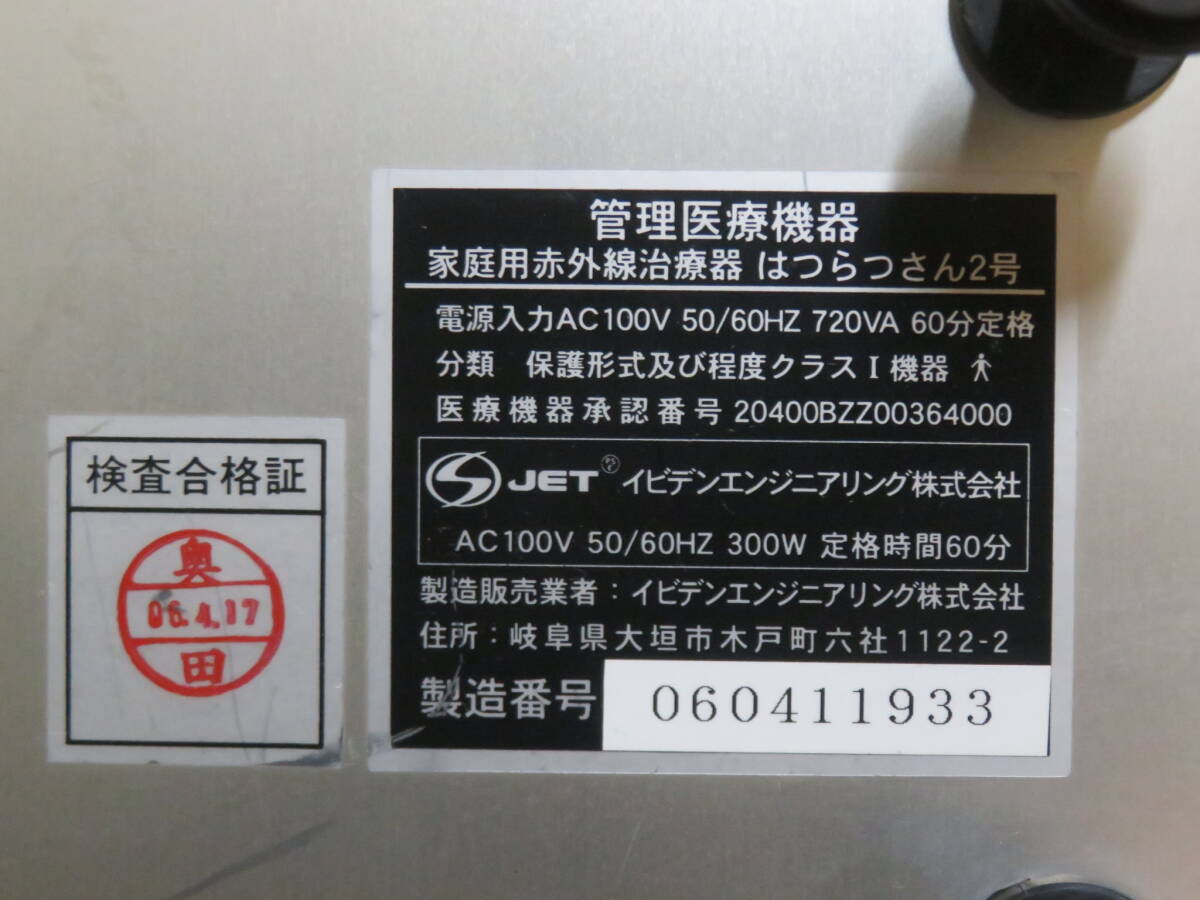 管理医療機器
家庭用赤外線治療器 はつらつさん2号
電源入力AC100V 50/60HZ 720VA 60分定格
分類 保護形式及び程度クラスI機器
医療機器承認番号 20400BZZ00364000
JET イビデンエンジニアリング株式会社
AC100V 50/60HZ 300W 定格時間60分
製造販売業者：イビデンエンジニアリング株式会社
住所：岐阜県大垣市木戸町六社1122-2
製造番号 060411933
検査合格証
奥
06.4.17
田